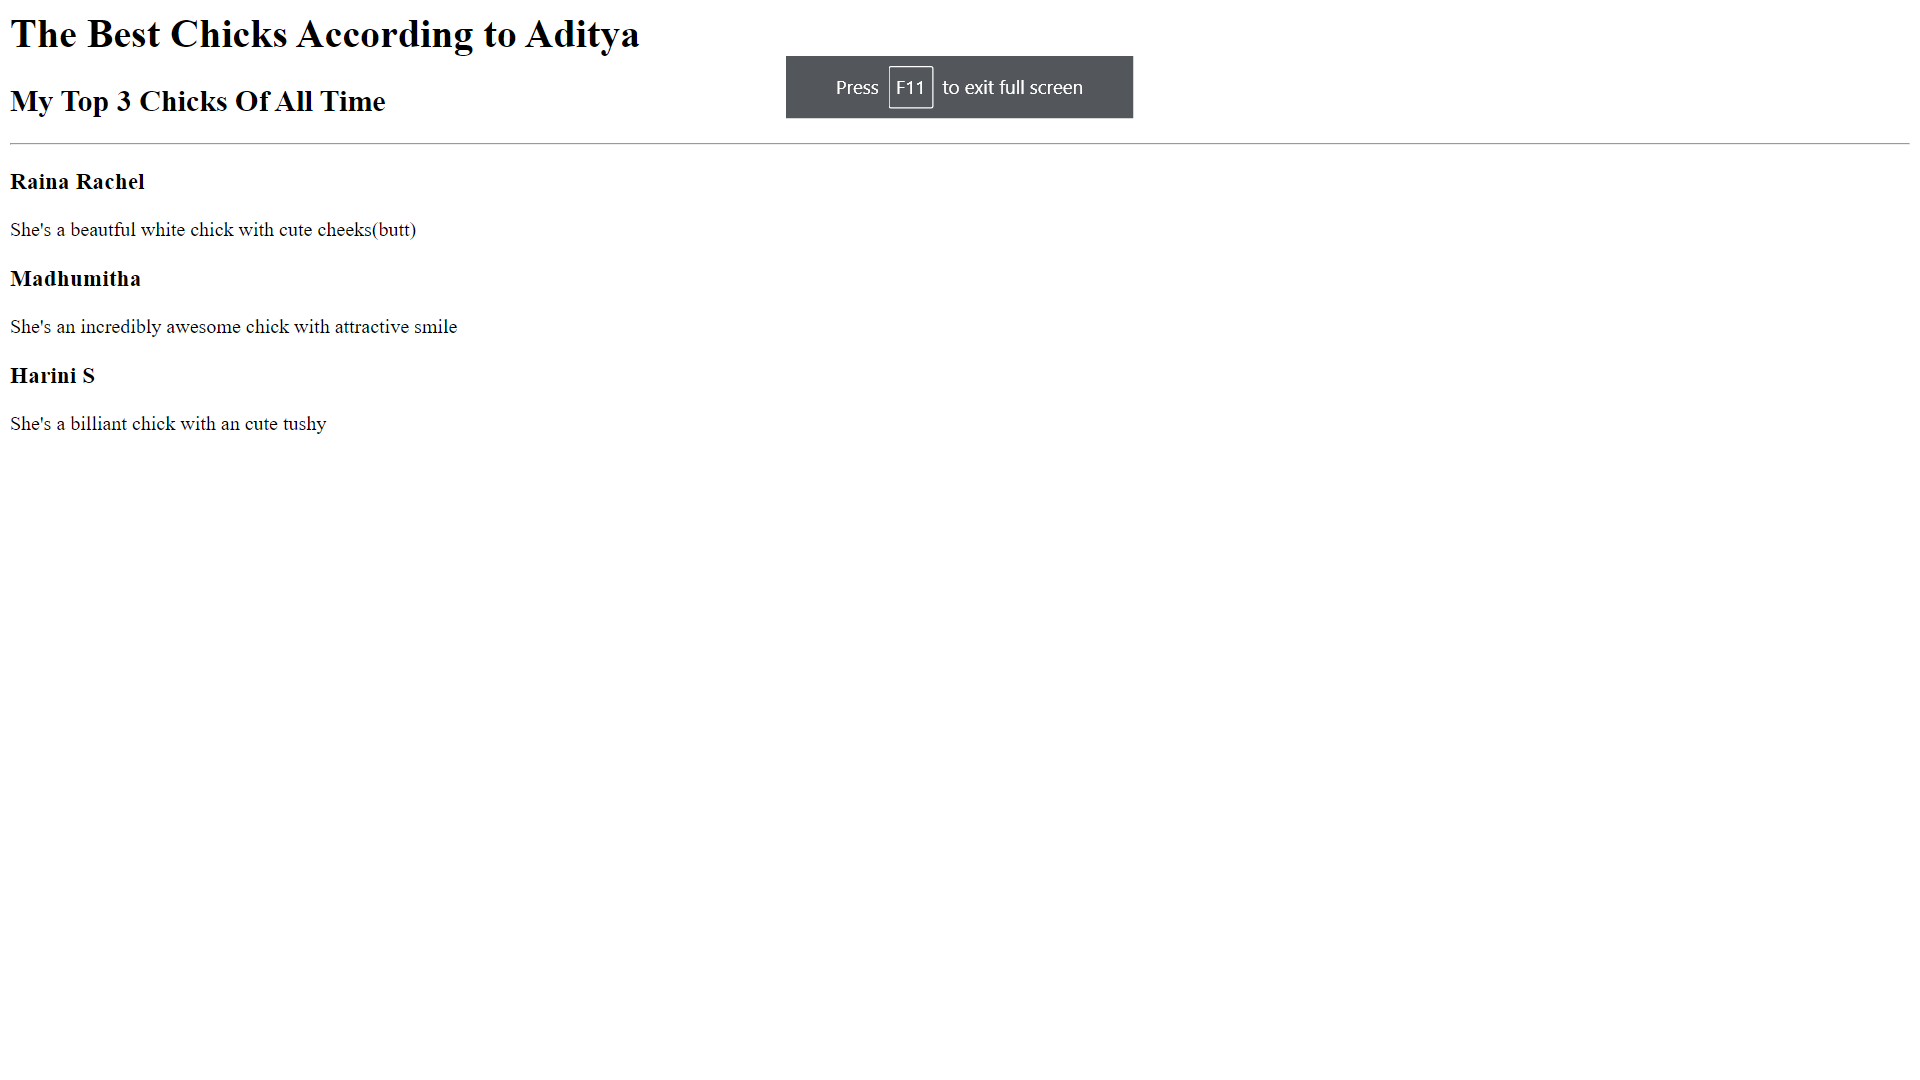 The Best Chicks According to Aditya
Press F11 to exit full screen
My Top 3 Chicks Of All Time
Raina Rachel
She's a beautful white chick with cute cheeks(butt)
Madhumitha
She's an incredibly awesome chick with attractive smile
Harini S
She's a billiant chick with an cute tushy